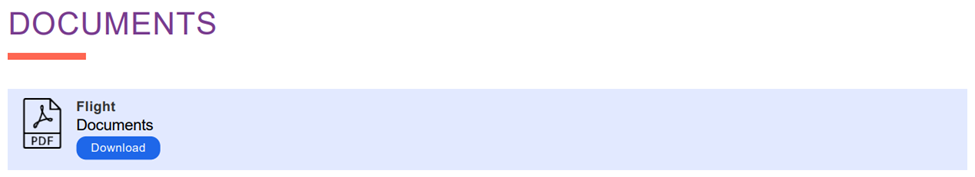 DOCUMENTS
Flight
Documents
PDF
Download